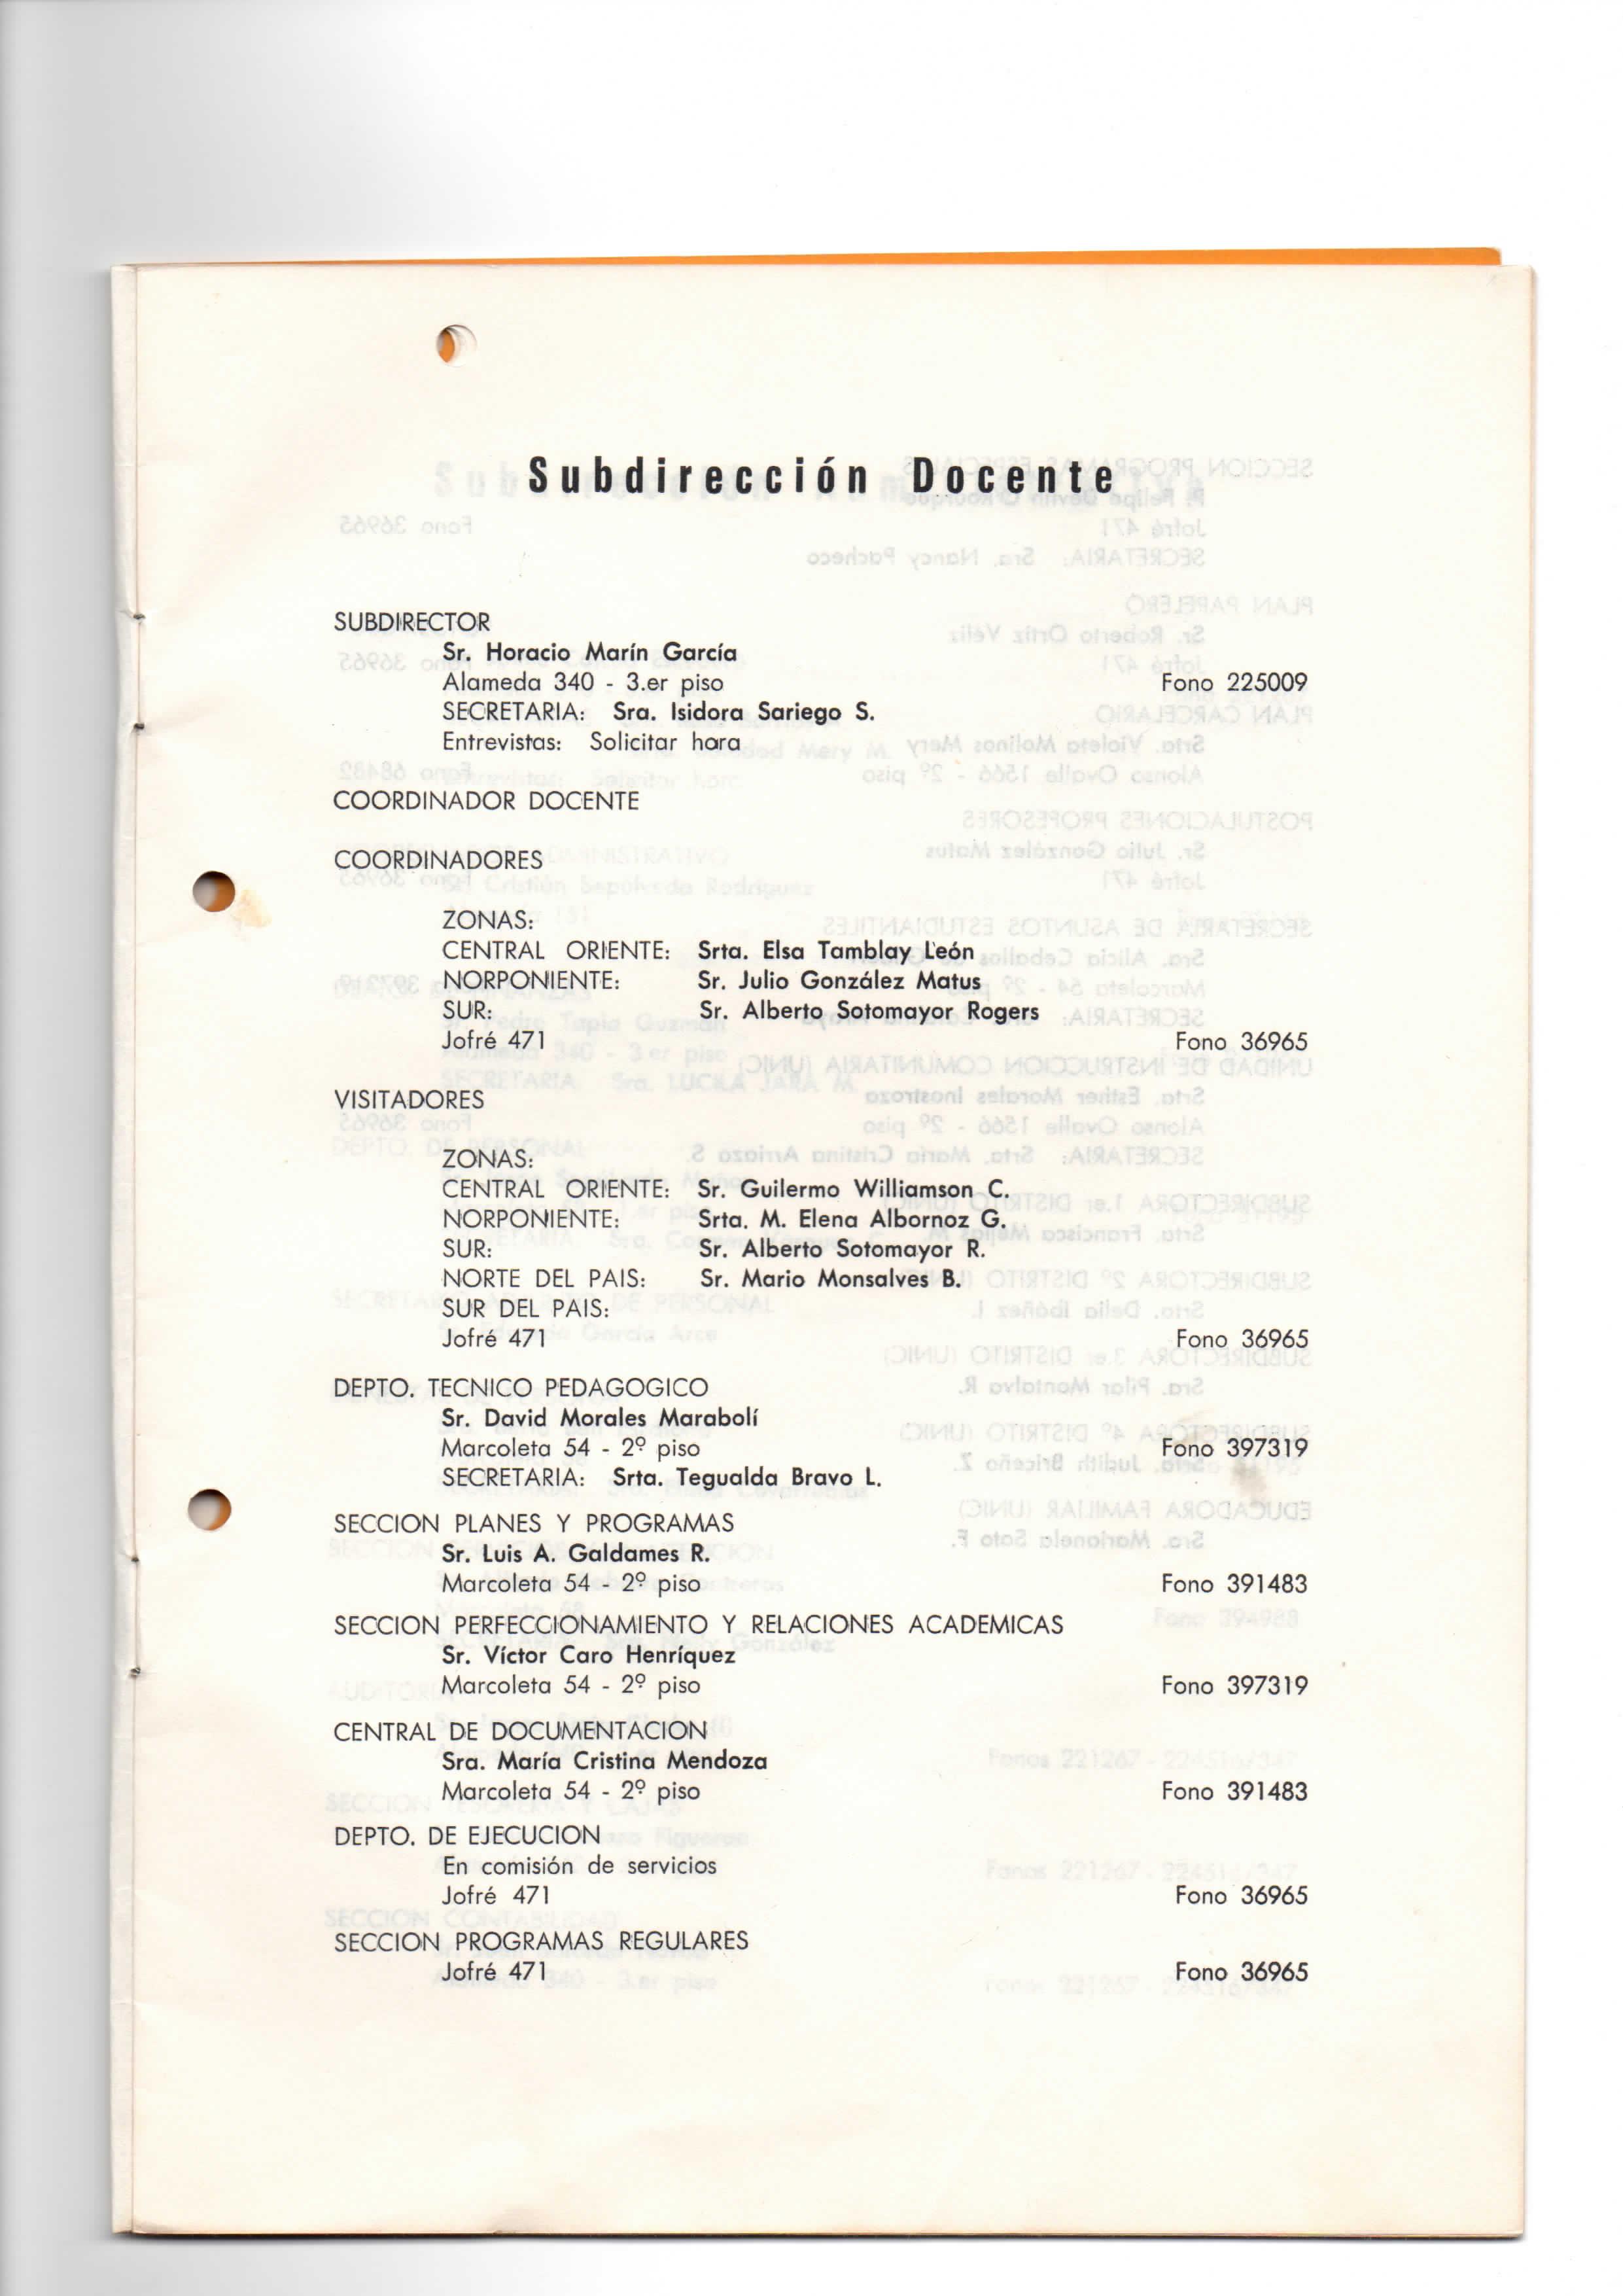 Subdirección Docente
SUBDIRECTOR
Sr. Horacio Marín García
Alameda 340 - 3.er piso Fono 225009
SECRETARIA: Sra. Isidora Sariego S.
Entrevistas: Solicitar hora
COORDINADOR DOCENTE
COORDINADORES
ZONAS:
CENTRAL ORIENTE: Srta. Elsa Tamblay León
NORPONIENTE: Sr. Julio González Matus
SUR: Sr. Alberto Sotomayor Rogers
Jofré 471 Fono 36965
VISITADORES
ZONAS:
CENTRAL ORIENTE: Sr. Guilermo Williamson C.
NORPONIENTE: Srta. M. Elena Albornoz G.
SUR: Sr. Alberto Sotomayor R.
NORTE DEL PAIS: Sr. Mario Monsalves B.
SUR DEL PAIS:
Jofré 471 Fono 36965
DEPTO. TECNICO PEDAGOGICO
Sr. David Morales Marabolí
Marcoleta 54 - 2º piso Fono 397319
SECRETARIA: Srta. Tegualda Bravo L.
SECCION PLANES Y PROGRAMAS
Sr. Luis A. Galdames R.
Marcoleta 54 - 2º piso Fono 391483
SECCION PERFECCIONAMIENTO Y RELACIONES ACADEMICAS
Sr. Víctor Caro Henríquez
Marcoleta 54 - 2º piso Fono 397319
CENTRAL DE DOCUMENTACION
Sra. María Cristina Mendoza
Marcoleta 54 - 2º piso Fono 391483
DEPTO. DE EJECUCION
En comisión de servicios
Jofré 471 Fono 36965
SECCION PROGRAMAS REGULARES
Jofré 471 Fono 36965